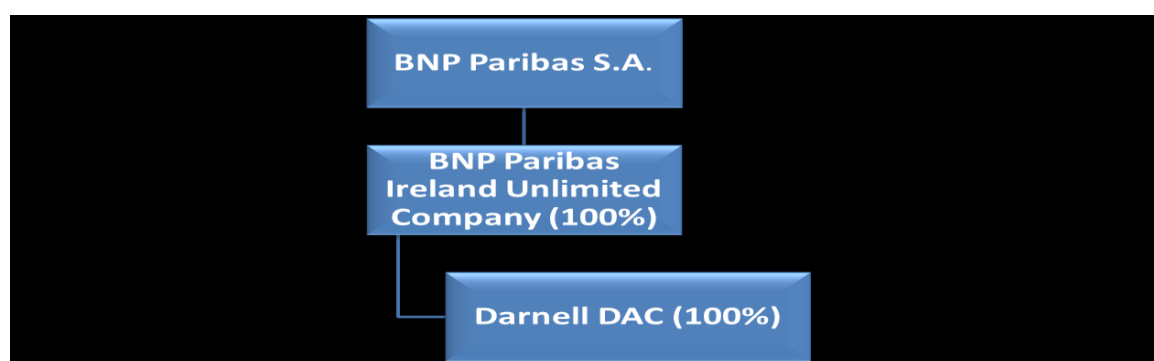 BNP Paribas S.A.
BNP Paribas
Ireland Unlimited
Company (100%)
Darnell DAC (100%)